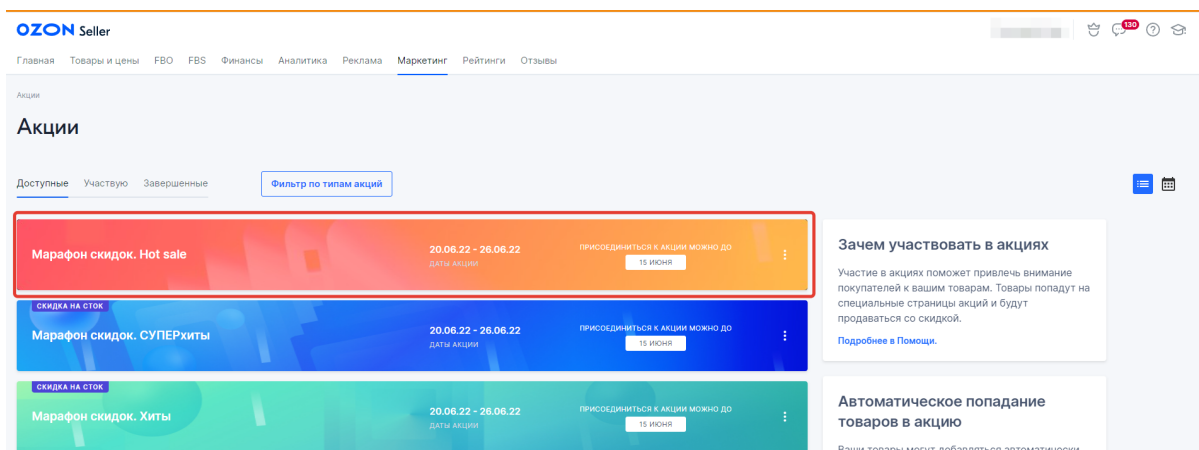 OZON Seller
130
Главная Товары и цены FBO FBS Финансы Аналитика Реклама Маркетинг Рейтинги Отзывы
Акции
Акции
Доступные Участвую Завершенные Фильтр по типам акций
Марафон скидок. Hot sale
20.06.22 - 26.06.22
ДАТЫ АКЦИИ
ПРИСОЕДИНИТЬСЯ К АКЦИИ МОЖНО ДО
15 ИЮНЯ
СКИДКА НА СТОК
Марафон скидок. СУПЕРхиты
20.06.22 - 26.06.22
ДАТЫ АКЦИИ
ПРИСОЕДИНИТЬСЯ К АКЦИИ МОЖНО ДО
15 ИЮНЯ
СКИДКА НА СТОК
Марафон скидок. Хиты
20.06.22 - 26.06.22
ДАТЫ АКЦИИ
ПРИСОЕДИНИТЬСЯ К АКЦИИ МОЖНО ДО
15 ИЮНЯ
Зачем участвовать в акциях
Участие в акциях поможет привлечь внимание
покупателей к вашим товарам. Товары попадут на
специальные страницы акций и будут
продаваться со скидкой.
Подробнее в Помощи.
Автоматическое попадание
товаров в акцию
Ваши товары могут добавляться автоматически